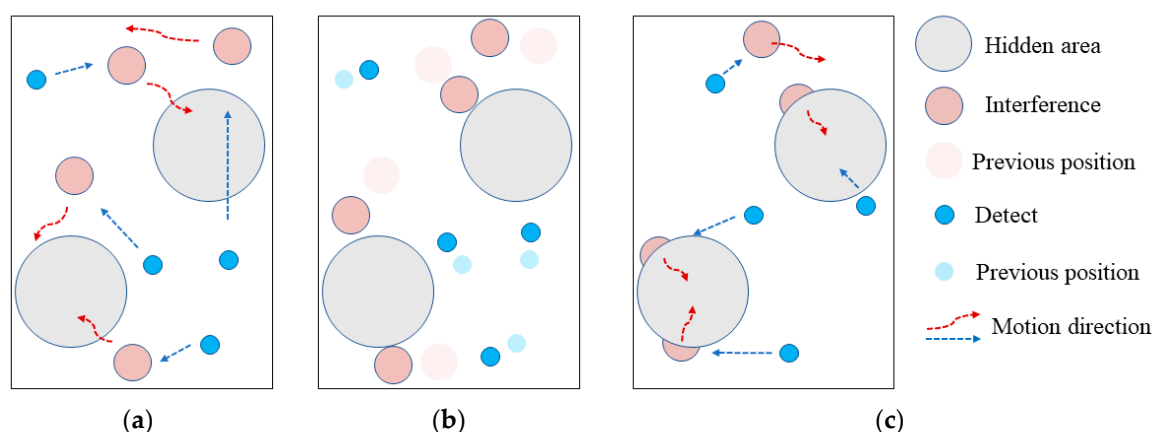 Hidden area
Interference
Previous position
Detect
Previous position
Motion direction
(a)
(b)
(c)